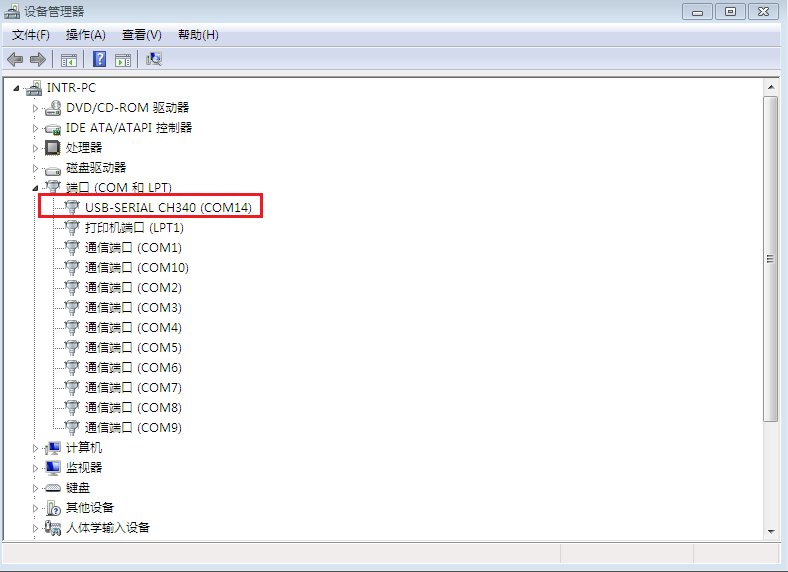 设备管理器
文件(F) 操作(A) 查看(V) 帮助(H)
INTR-PC
DVD/CD-ROM 驱动器
IDE ATA/ATAPI 控制器
处理器
磁盘驱动器
端口 (COM 和 LPT)
USB-SERIAL CH340 (COM14)
打印机端口 (LPT1)
通信端口 (COM1)
通信端口 (COM10)
通信端口 (COM2)
通信端口 (COM3)
通信端口 (COM4)
通信端口 (COM5)
通信端口 (COM6)
通信端口 (COM7)
通信端口 (COM8)
通信端口 (COM9)
计算机
监视器
键盘
其他设备
人体学输入设备